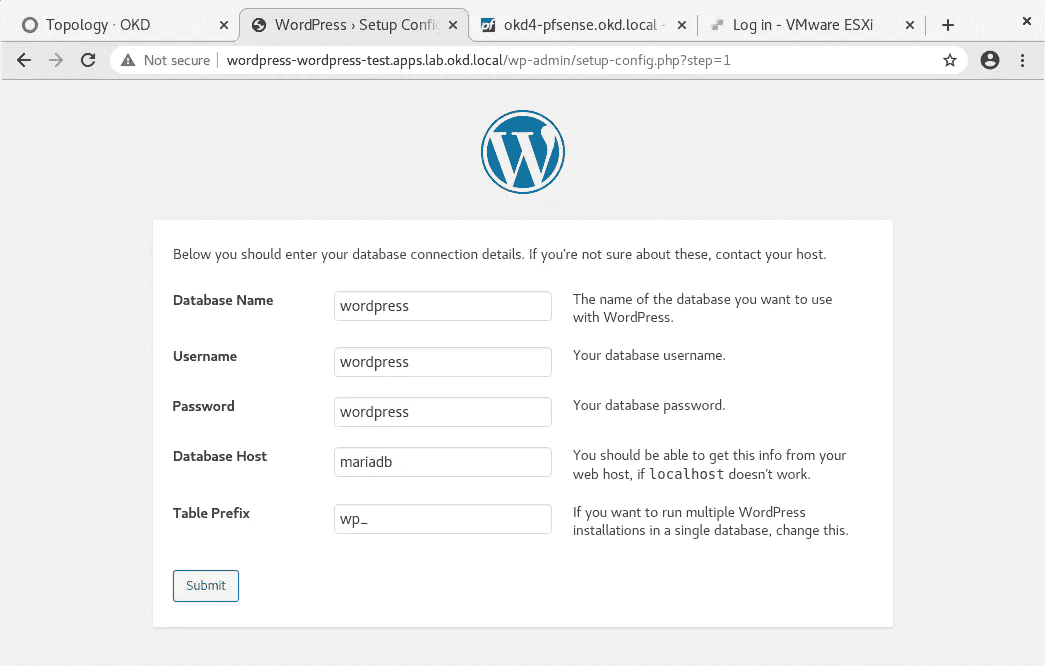 Topology · OKD
WordPress › Setup Config
okd4-pfsense.okd.local -
Log in - VMware ESXi
Not secure
wordpress-wordpress-test.apps.lab.okd.local/wp-admin/setup-config.php?step=1
Below you should enter your database connection details. If you're not sure about these, contact your host.
Database Name
wordpress
The name of the database you want to use
with WordPress.
Username
wordpress
Your database username.
Password
wordpress
Your database password.
Database Host
mariadb
You should be able to get this info from your
web host, if localhost doesn't work.
Table Prefix
wp_
If you want to run multiple WordPress
installations in a single database, change this.
Submit